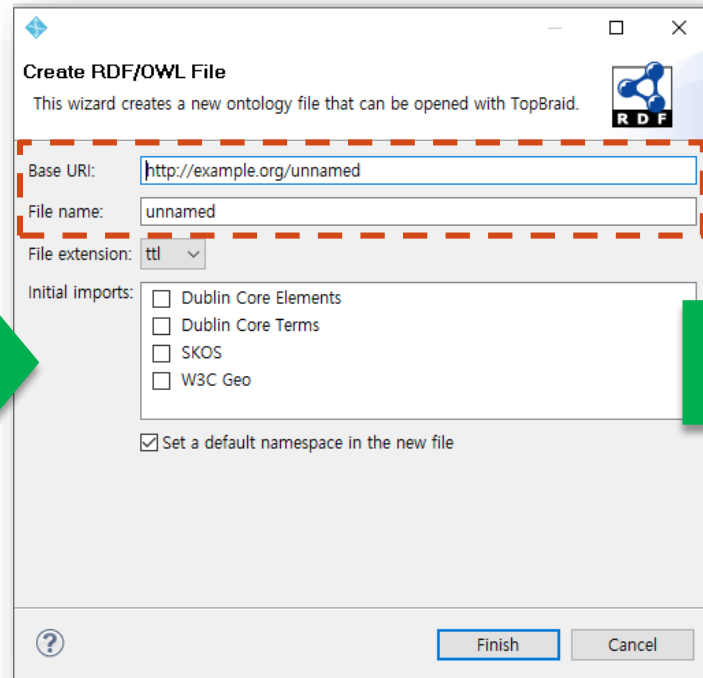 Create RDF/OWL File
This wizard creates a new ontology file that can be opened with TopBraid.
RDF
Base URI: http://example.org/unnamed
File name: unnamed
File extension: ttl
Initial imports: Dublin Core Elements
Dublin Core Terms
SKOS
W3C Geo
Set a default namespace in the new file
? Finish Cancel